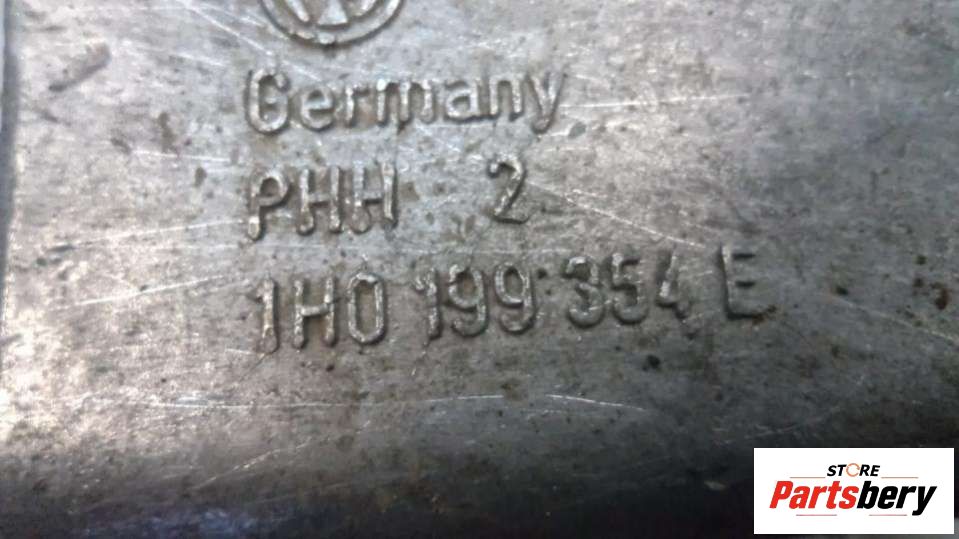 Germany
PHH 2
1H0 199 354 E
STORE
Partsbery